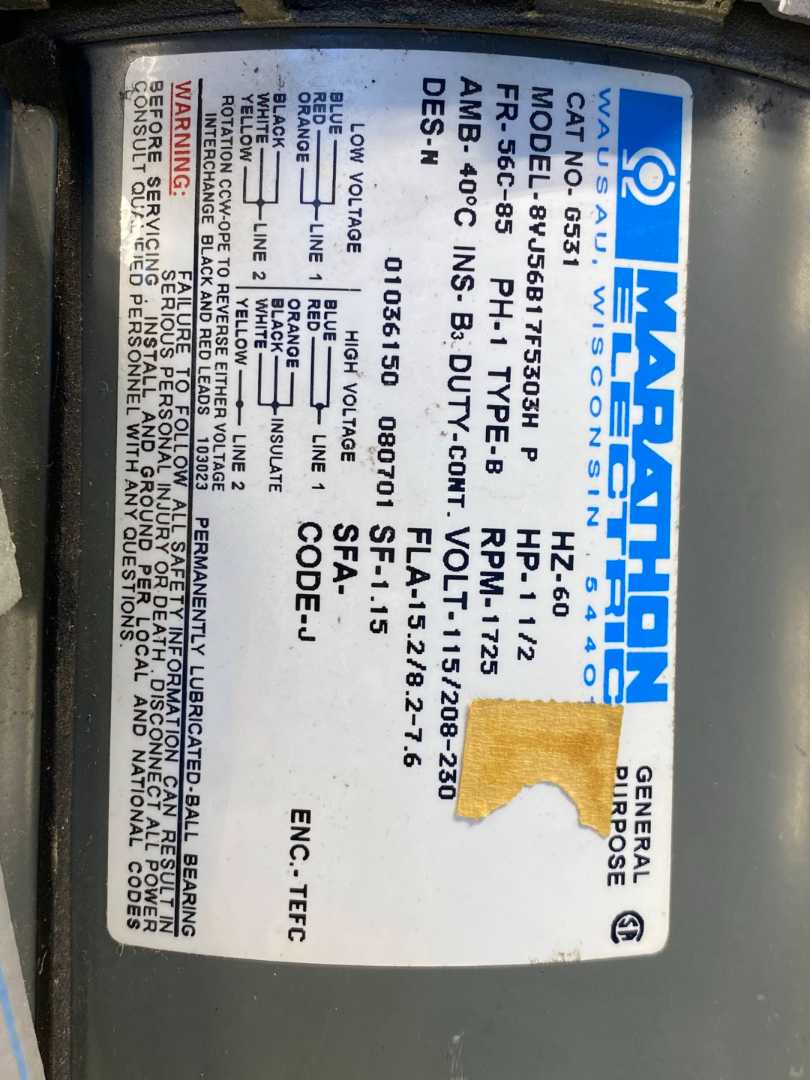 MARATHON
ELECTRIC
WAUSAU, WISCONSIN 5440
GENERAL
PURPOSE
SA
CAT NO- G531
HZ-60
MODEL-8YJ56B17F5303H P
HP-1 1/2
FR-56C-85 PH-1 TYPE-B
RPM-1725
AMB-40°C INS-B3 DUTY-CONT. VOLT-115/208-230
DES-N
FLA-15.2/8.2-7.6
01036150 080701
SF-1.15
SFA-
CODE-J
ENC.-TEFC
LOW VOLTAGE
BLUE
RED
ORANGE
LINE 1
BLACK
WHITE
YELLOW
LINE 2
HIGH VOLTAGE
BLUE
RED
LINE 1
ORANGE
BLACK
WHITE
INSULATE
YELLOW
LINE 2
ROTATION CCW-OPE TO REVERSE EITHER VOLTAGE
INTERCHANGE BLACK AND RED LEADS 103023
PERMANENTLY LUBRICATED-BALL BEARING
WARNING:
FAILURE TO FOLLOW ALL SAFETY INFORMATION CAN RESULT IN
SERIOUS PERSONAL INJURY OR DEATH, DISCONNECT ALL POWER
BEFORE SERVICING, INSTALL AND GROUND PER LOCAL AND NATIONAL CODES
CONSULT QUALIFIED PERSONNEL WITH ANY QUESTIONS.